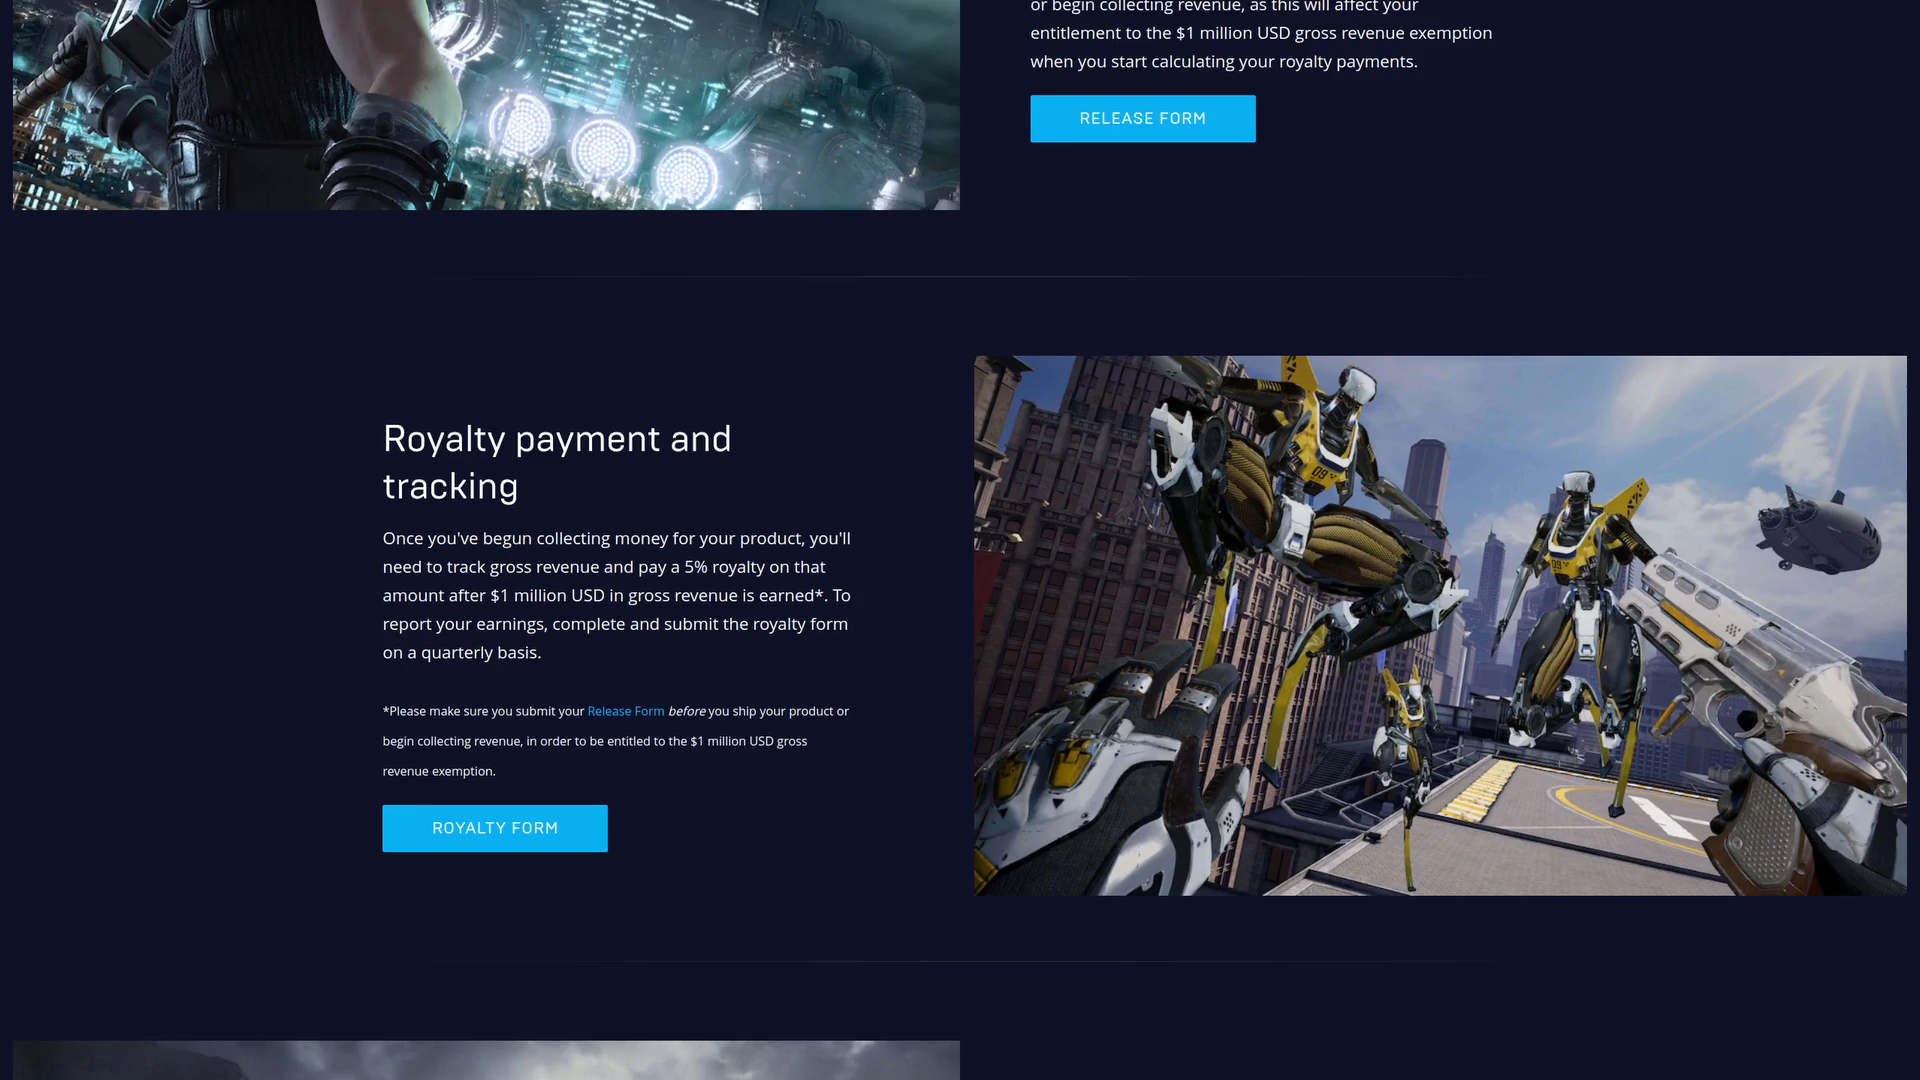 or begin collecting revenue, as this will affect your
entitlement to the $1 million USD gross revenue exemption
when you start calculating your royalty payments.
RELEASE FORM
Royalty payment and
tracking
Once you've begun collecting money for your product, you'll
need to track gross revenue and pay a 5% royalty on that
amount after $1 million USD in gross revenue is earned*. To
report your earnings, complete and submit the royalty form
on a quarterly basis.
*Please make sure you submit your Release Form before you ship your product or
begin collecting revenue, in order to be entitled to the $1 million USD gross
revenue exemption.
ROYALTY FORM
09
09